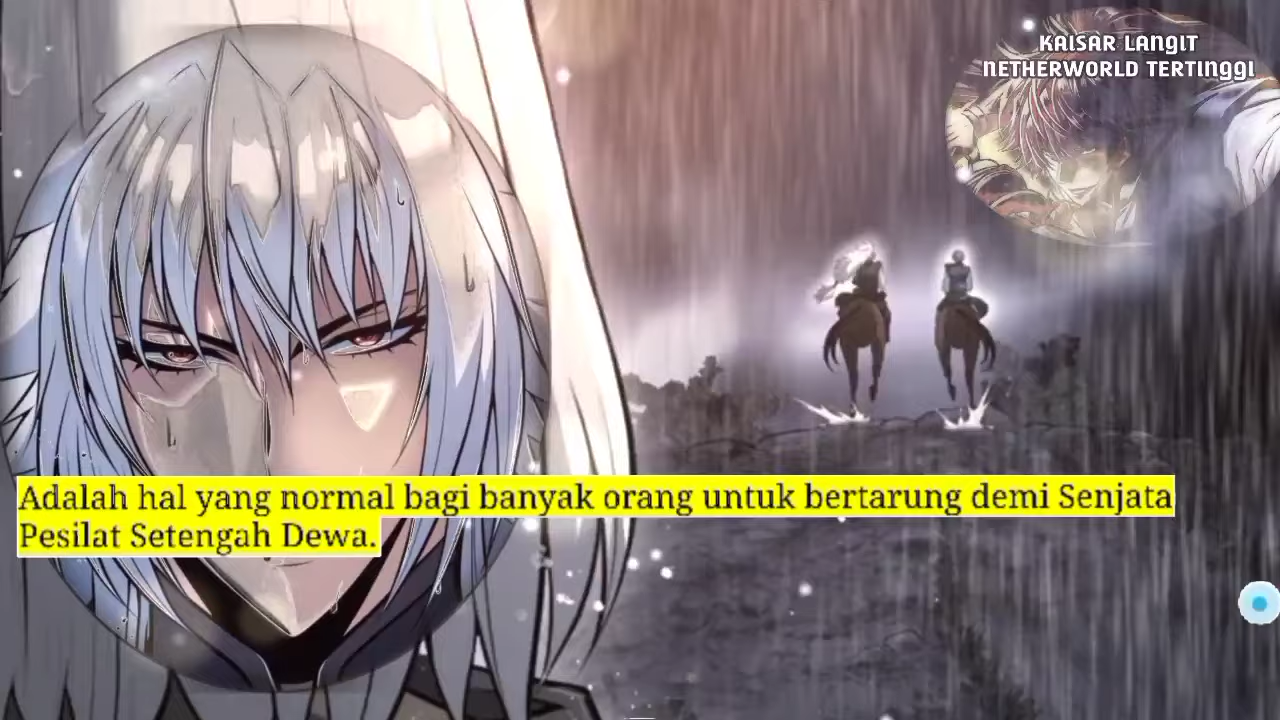 KAISAR LANGIT
NETHERWORLD TERTINGGI
Adalah hal yang normal bagi banyak orang untuk bertarung demi Senjata
Pesilat Setengah Dewa.